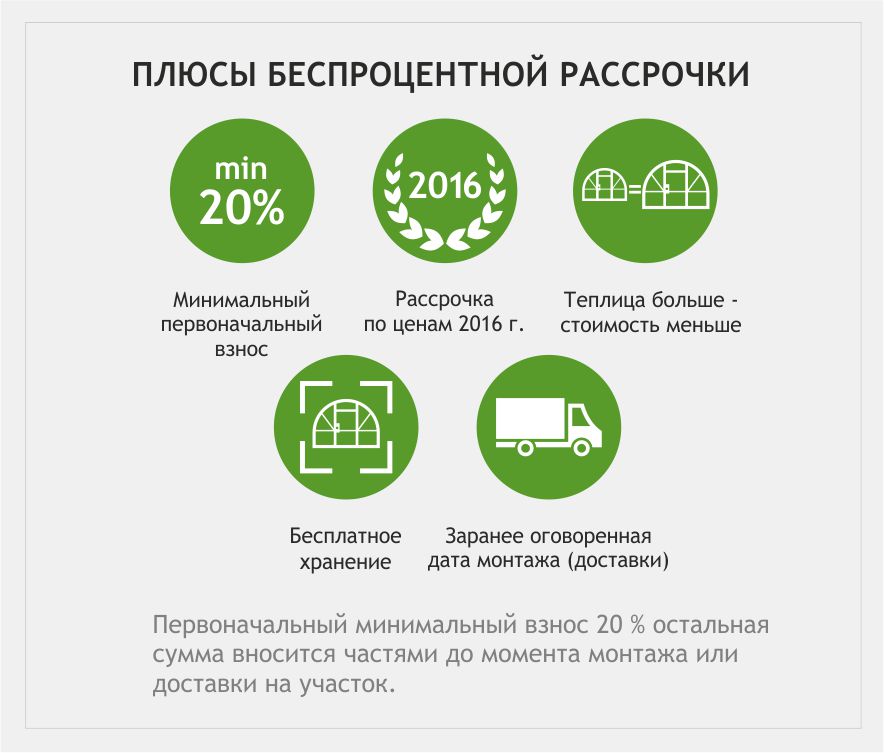 ПЛЮСЫ БЕСПРОЦЕНТНОЙ РАССРОЧКИ
min
20%
2016
=
Минимальный
первоначальный
взнос
Рассрочка
по ценам 2016 г.
Теплица больше -
стоимость меньше
Бесплатное
хранение
Заранее оговоренная
дата монтажа (доставки)
Первоначальный минимальный взнос 20 % остальная
сумма вносится частями до момента монтажа или
доставки на участок.